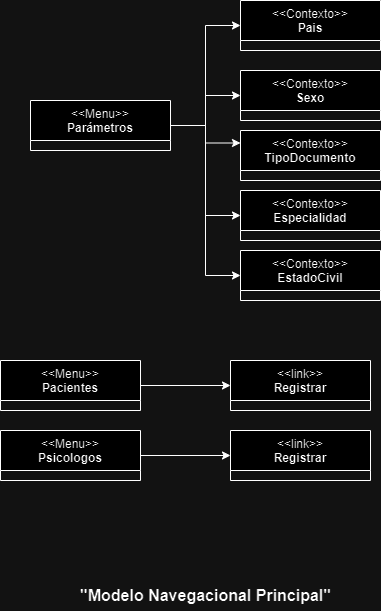 <<Contexto>>
Pais
<<Contexto>>
Sexo
<<Menu>>
Parámetros
<<Contexto>>
TipoDocumento
<<Contexto>>
Especialidad
<<Contexto>>
EstadoCivil
<<Menu>>
Pacientes
<<link>>
Registrar
<<Menu>>
Psicologos
<<link>>
Registrar
"Modelo Navegacional Principal"